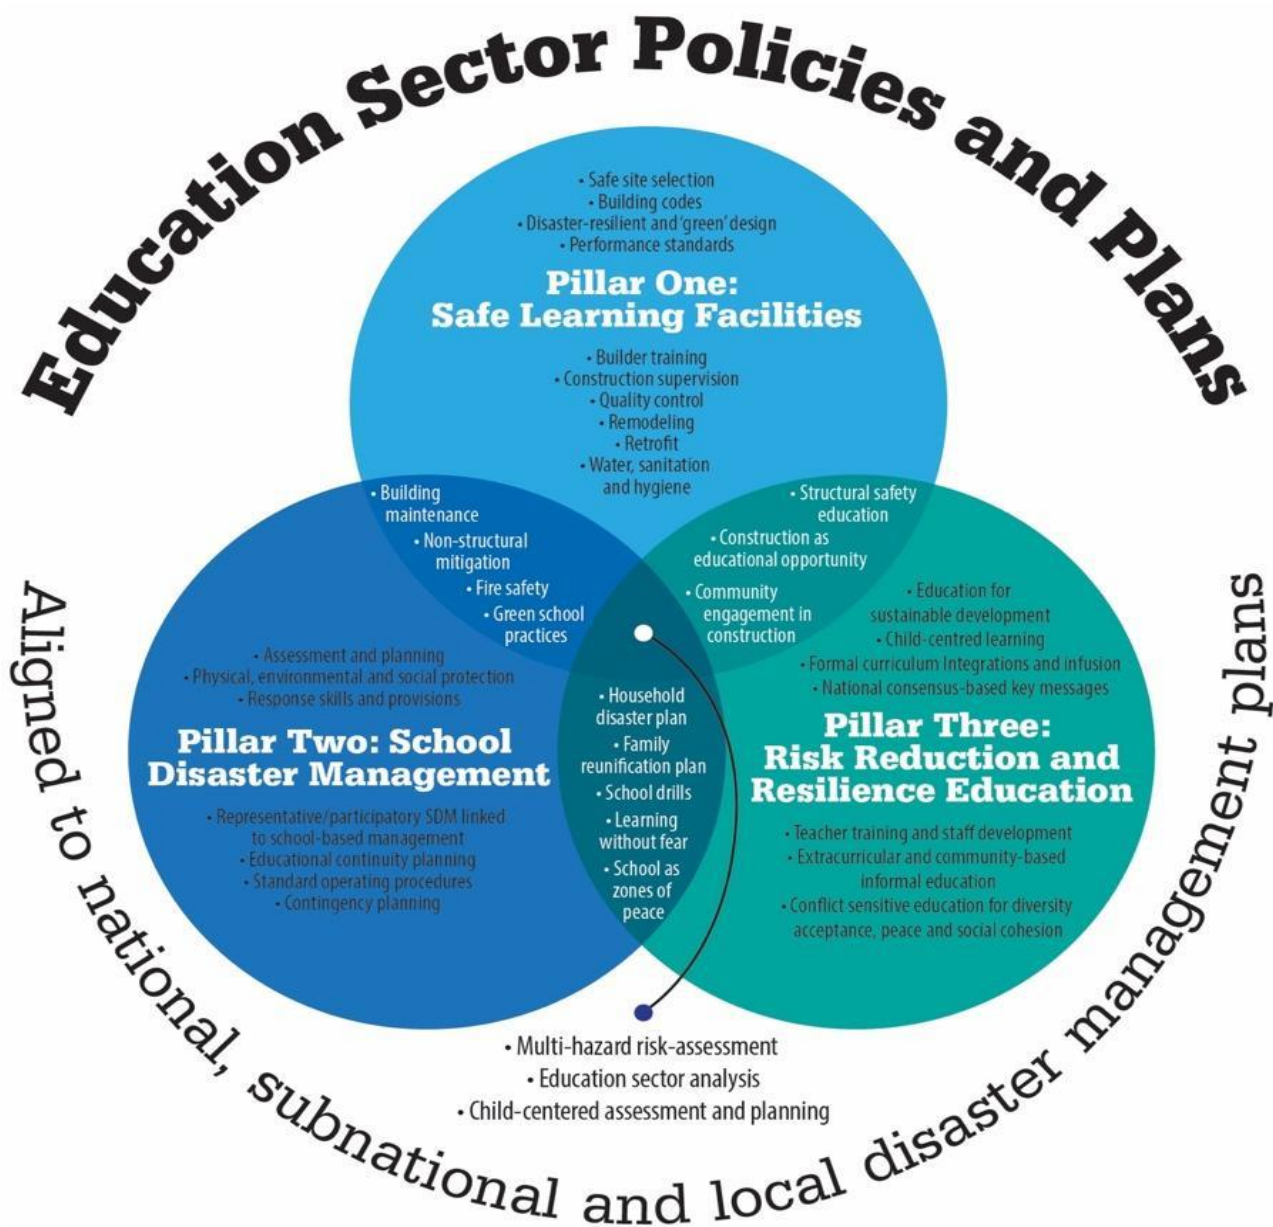 Education Sector Policies and Plans
• Safe site selection
• Building codes
• Disaster-resilient and ‘green’ design
• Performance standards
Pillar One:
Safe Learning Facilities
• Builder training
• Construction supervision
• Quality control
• Remodeling
• Retrofit
• Water, sanitation
and hygiene
• Building
maintenance
• Non-structural
mitigation
• Fire safety
• Green school
practices
• Structural safety
education
• Construction as
educational opportunity
• Community
engagement in
construction
• Assessment and planning
• Physical, environmental and social protection
• Response skills and provisions
Pillar Two: School
Disaster Management
• Representative/participatory SDM linked
to school-based management
• Educational continuity planning
• Standard operating procedures
• Contingency planning
• Household
disaster plan
• Family
reunification plan
• School drills
• Learning
without fear
• School as
zones of
peace
• Education for
sustainable development
• Child-centred learning
• Formal curriculum Integrations and infusion
• National consensus-based key messages
Pillar Three:
Risk Reduction and
Resilience Education
• Teacher training and staff development
• Extracurricular and community-based
informal education
• Conflict sensitive education for diversity
acceptance, peace and social cohesion
• Multi-hazard risk-assessment
• Education sector analysis
• Child-centered assessment and planning
Aligned to national, subnational and local disaster management plans